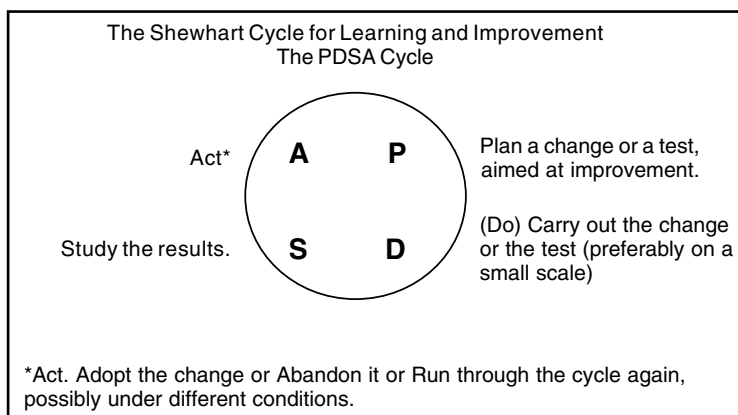 The Shewhart Cycle for Learning and Improvement
The PDSA Cycle
Act*
A
P
Plan a change or a test,
aimed at improvement.
Study the results.
S
D
(Do) Carry out the change
or the test (preferably on a
small scale)
*Act. Adopt the change or Abandon it or Run through the cycle again,
possibly under different conditions.